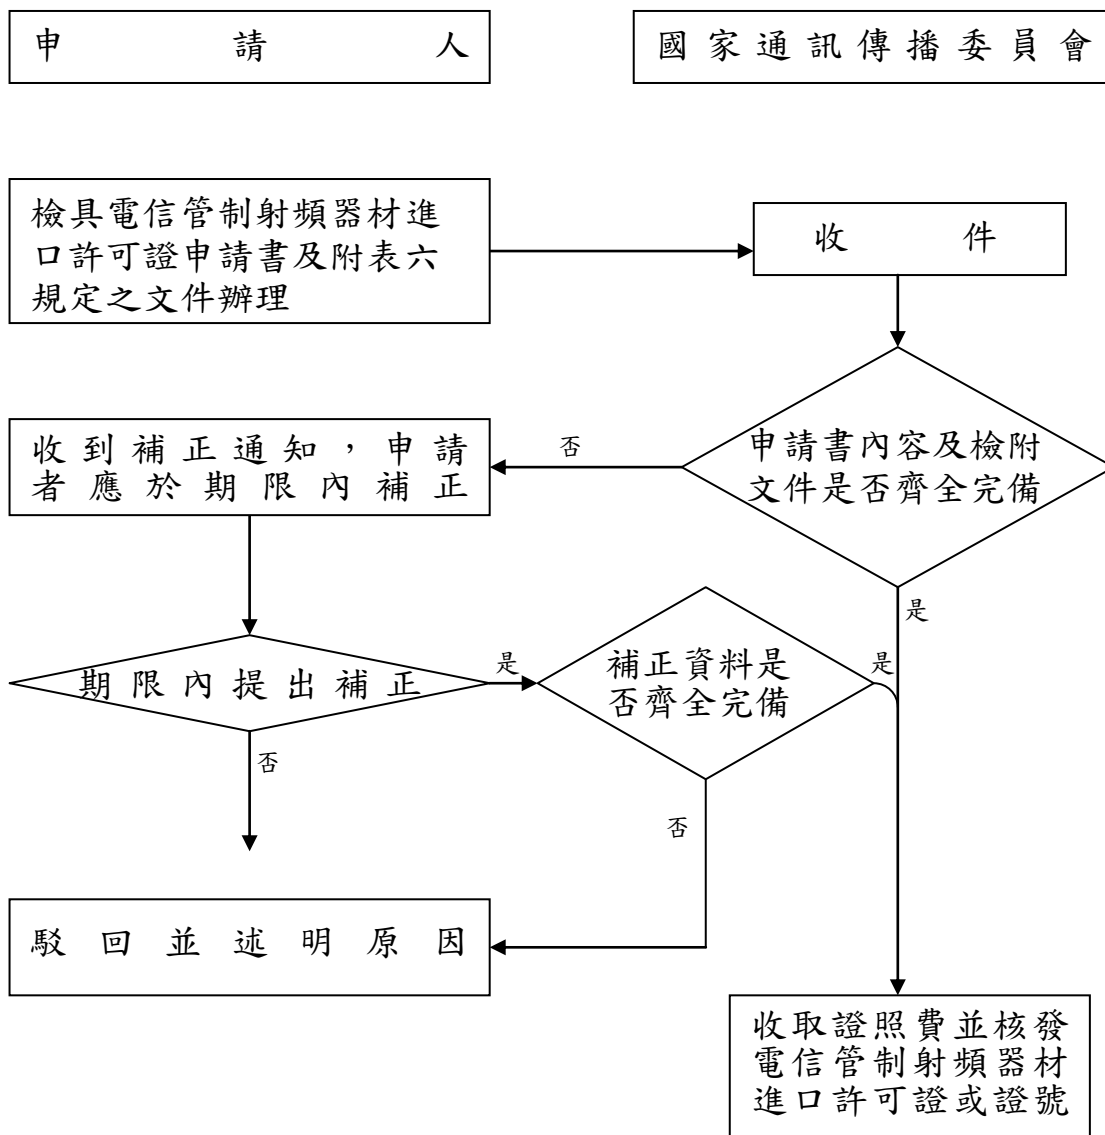 申請人
國家通訊傳播委員會
檢具電信管制射頻器材進
口許可證申請書及附表六
規定之文件辦理
收件
申請書內容及檢附
文件是否齊全完備
否
收到補正通知，申請
者應於期限內補正
是
期限內提出補正
是
補正資料是
否齊全完備
是
否
否
駁回並述明原因
收取證照費並核發
電信管制射頻器材
進口許可證或證號